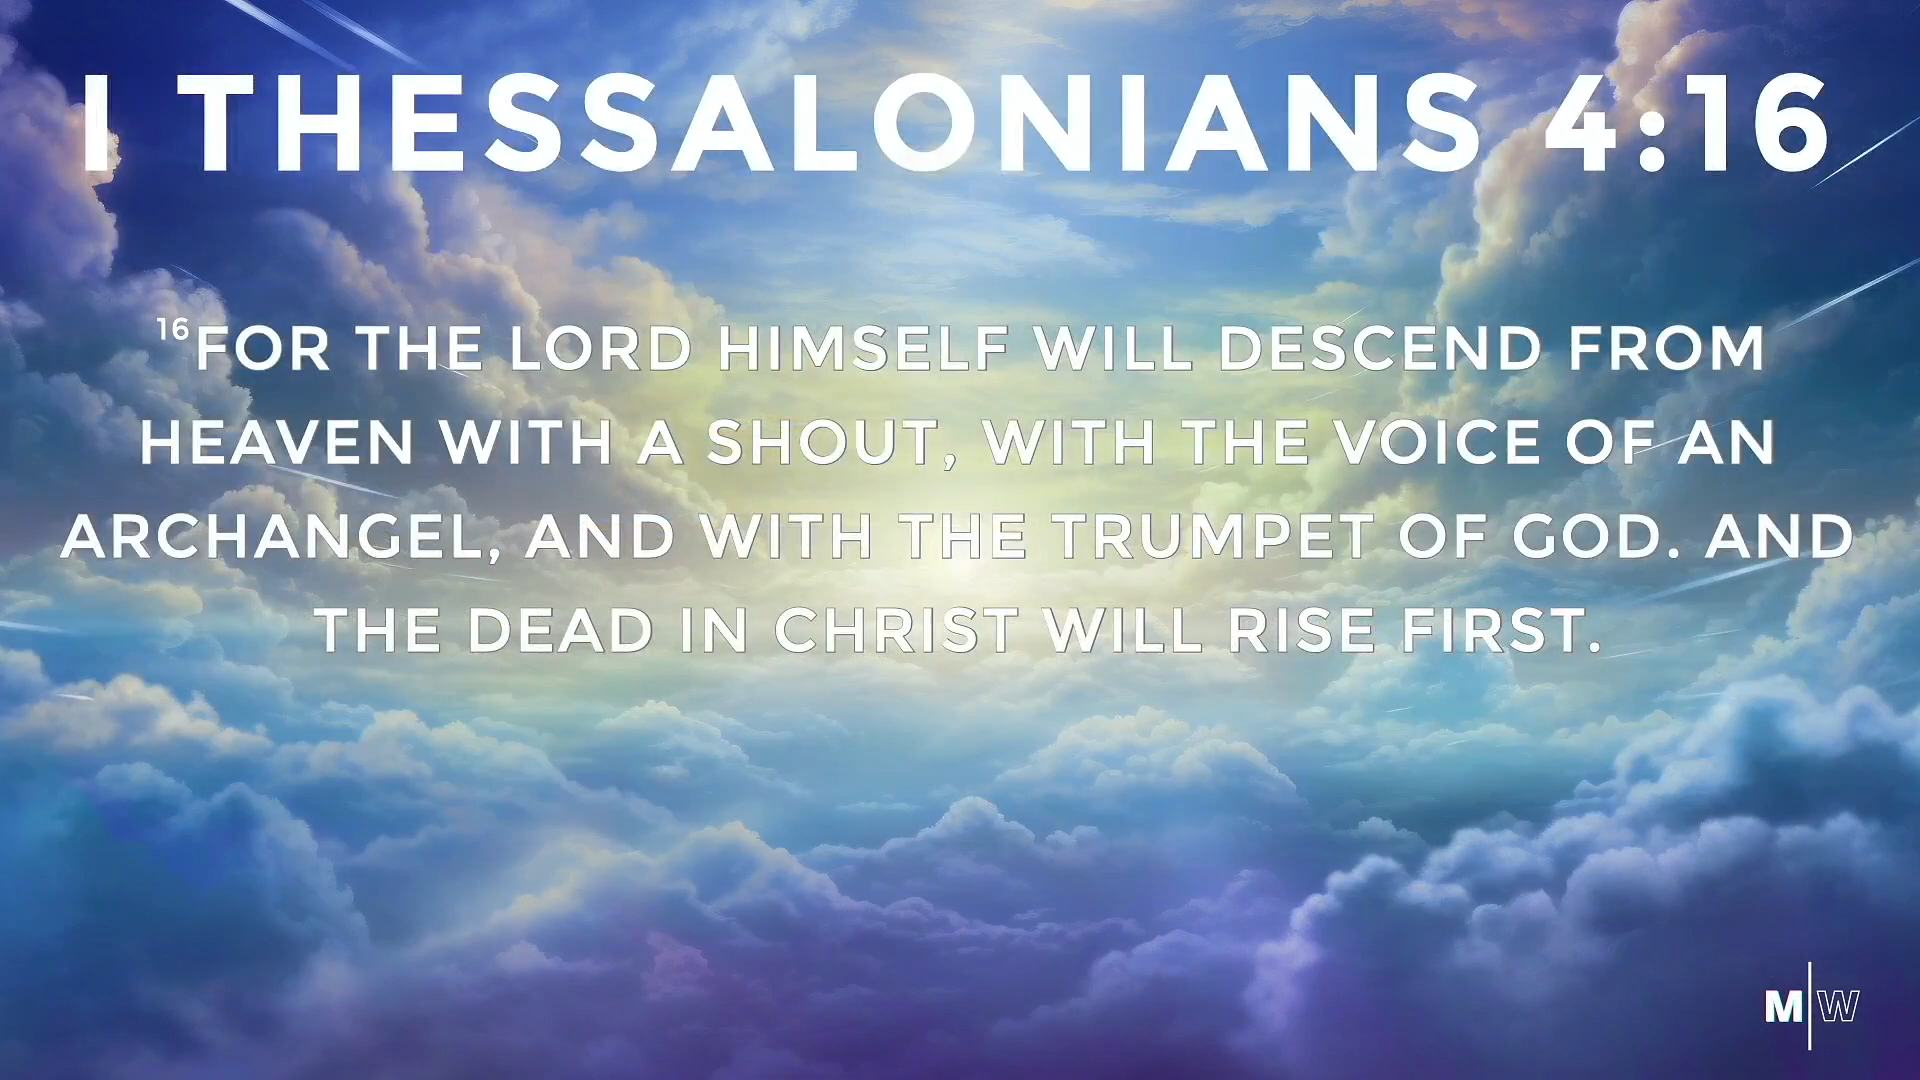 I THESSALONIANS 4:16
16FOR THE LORD HIMSELF WILL DESCEND FROM
HEAVEN WITH A SHOUT, WITH THE VOICE OF AN
ARCHANGEL, AND WITH THE TRUMPET OF GOD. AND
THE DEAD IN CHRIST WILL RISE FIRST.
M|W